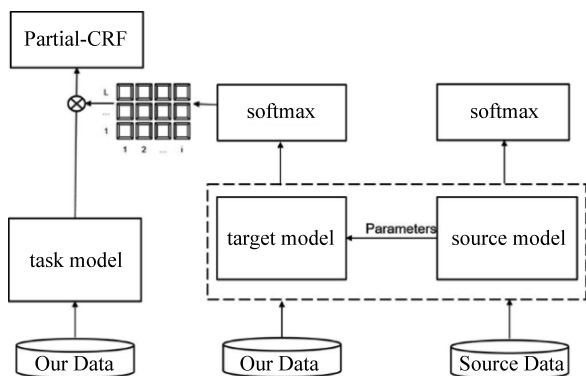 Partial-CRF
L
...
1
1 2 ... i
softmax
softmax
task model
target model
Parameters
source model
Our Data
Our Data
Source Data